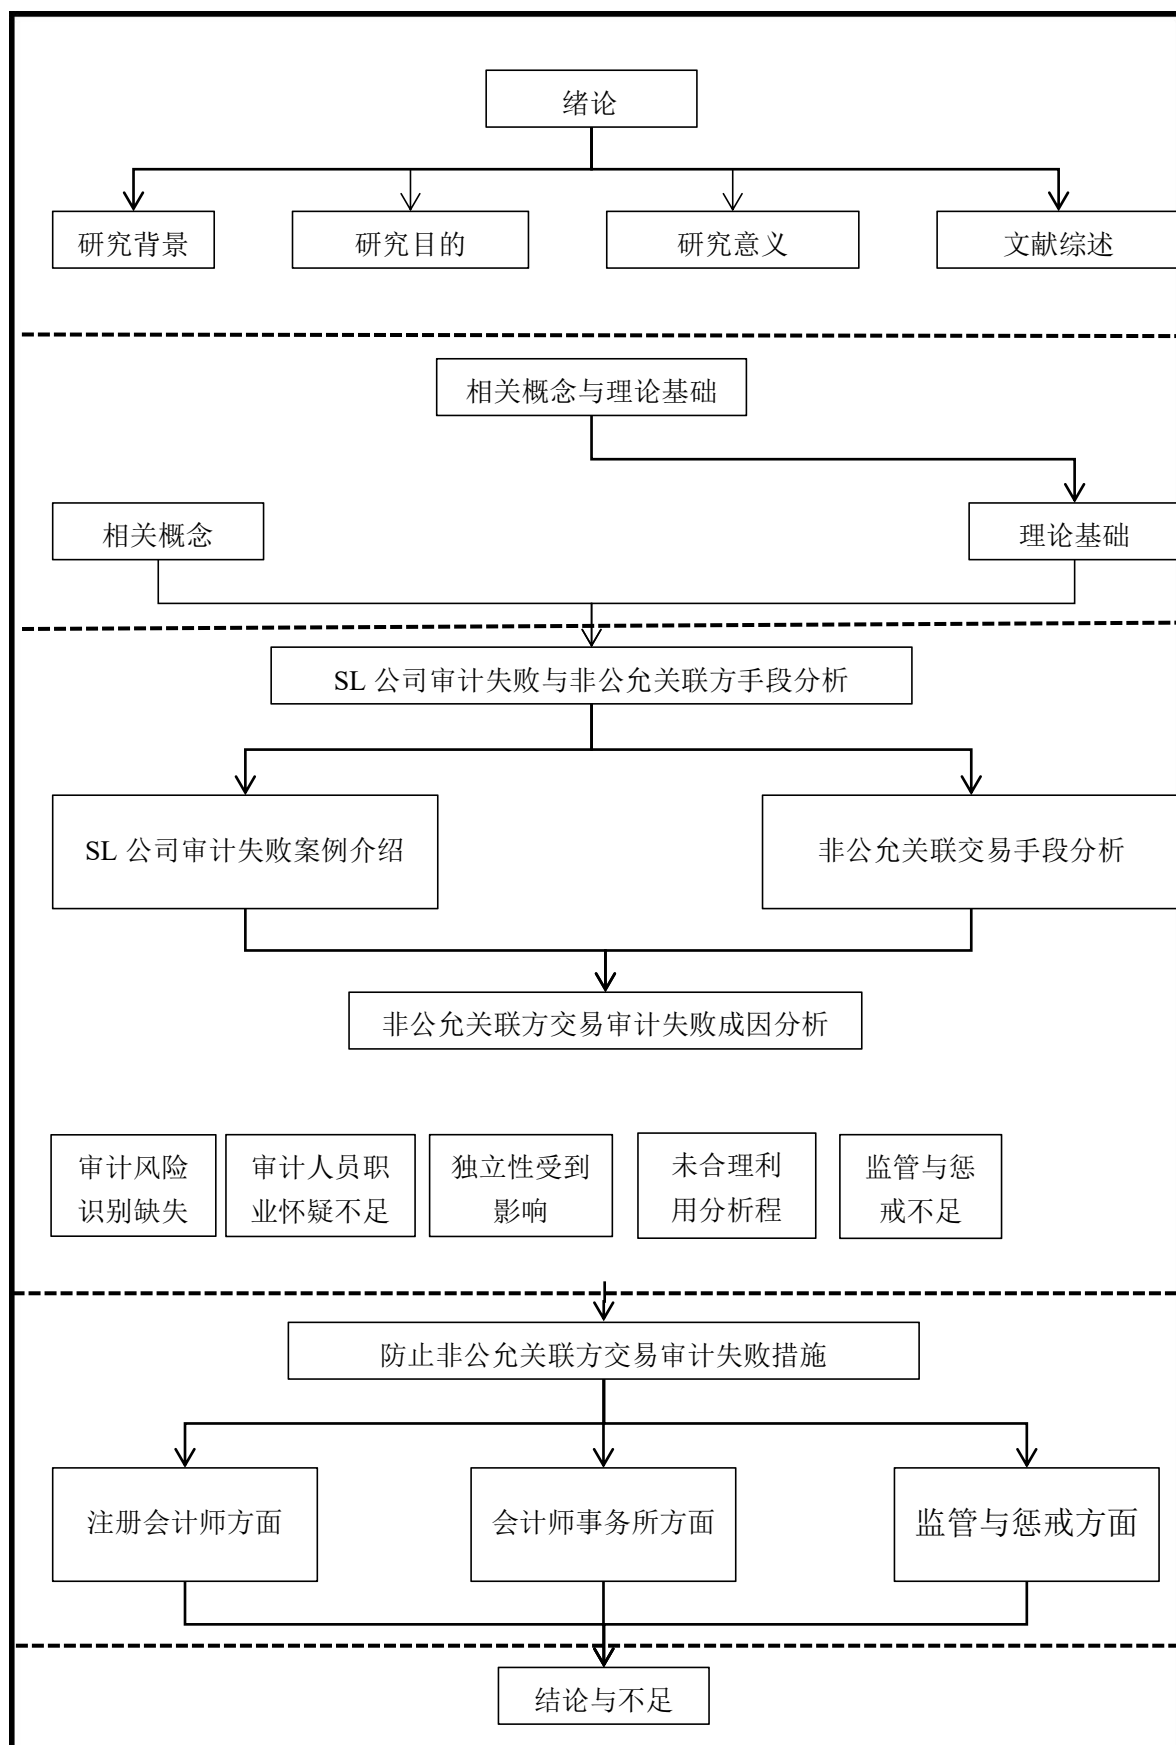 绪论
研究背景
研究目的
研究意义
文献综述
相关概念与理论基础
相关概念
理论基础
SL 公司审计失败与非公允关联方手段分析
SL 公司审计失败案例介绍
非公允关联交易手段分析
非公允关联方交易审计失败成因分析
审计风险
识别缺失
审计人员职
业怀疑不足
独立性受到
影响
未合理利
用分析程
监管与惩
戒不足
防止非公允关联方交易审计失败措施
注册会计师方面
会计师事务所方面
监管与惩戒方面
结论与不足